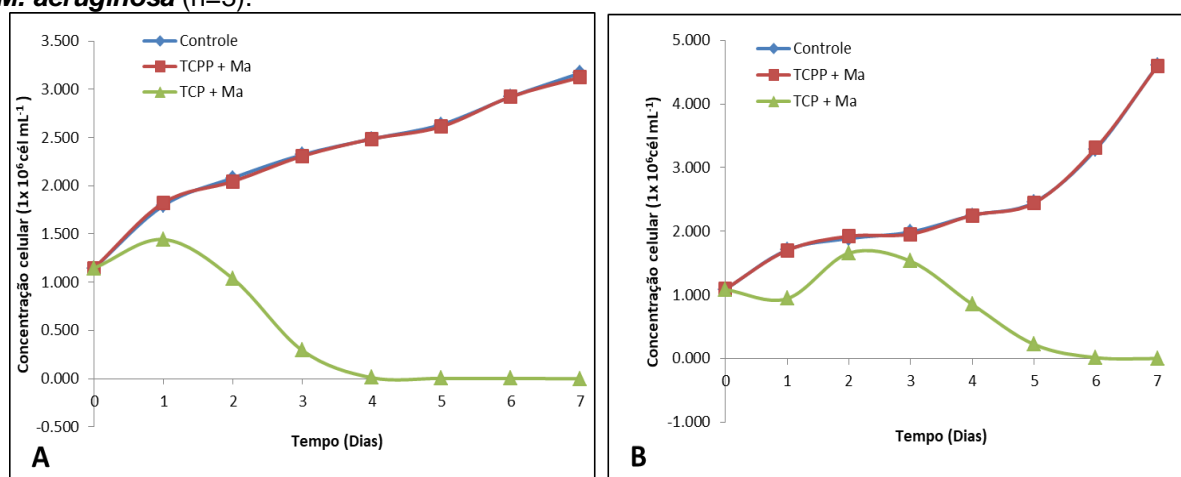 M. aeruginosa (n=3).
3.500
3.000
2.500
2.000
1.500
1.000
0.500
0.000
-0.500
Concentração celular (1x 10⁶cél mL⁻¹ )
Controle
TCPP + Ma
TCP + Ma
0 1 2 3 4 5 6 7
Tempo (Dias)
A
5.000
4.000
3.000
2.000
1.000
0.000
-1.000
Concentração celular (1x 10⁶cél mL⁻¹)
Controle
TCPP + Ma
TCP + Ma
0 1 2 3 4 5 6 7
Tempo (Dias)
B